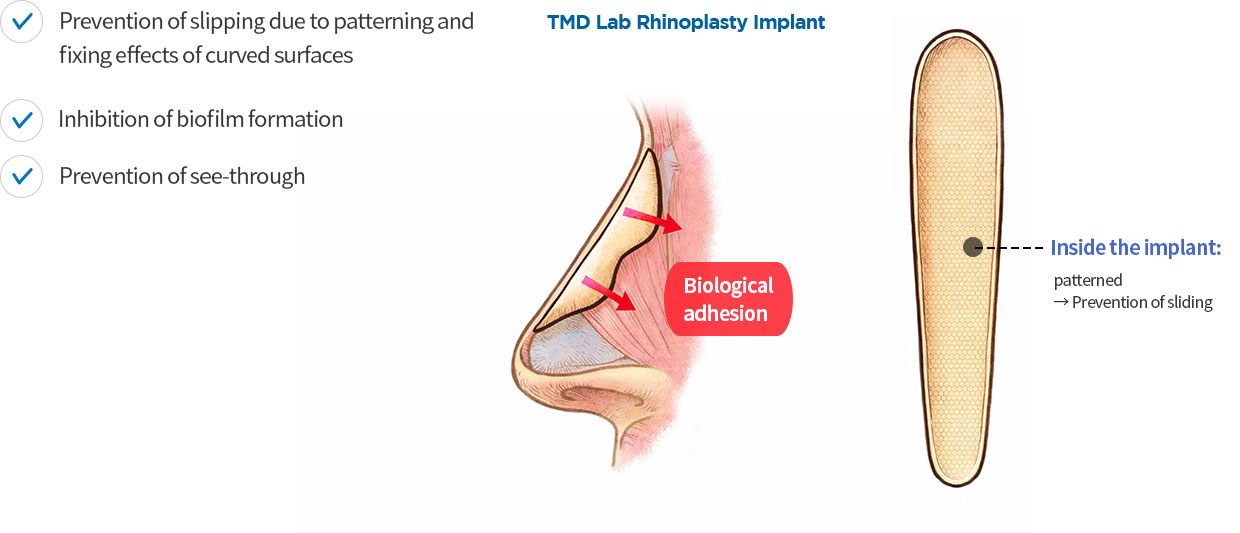 Prevention of slipping due to patterning and
fixing effects of curved surfaces
Inhibition of biofilm formation
Prevention of see-through
TMD Lab Rhinoplasty Implant
Biological
adhesion
Inside the implant:
patterned
→ Prevention of sliding